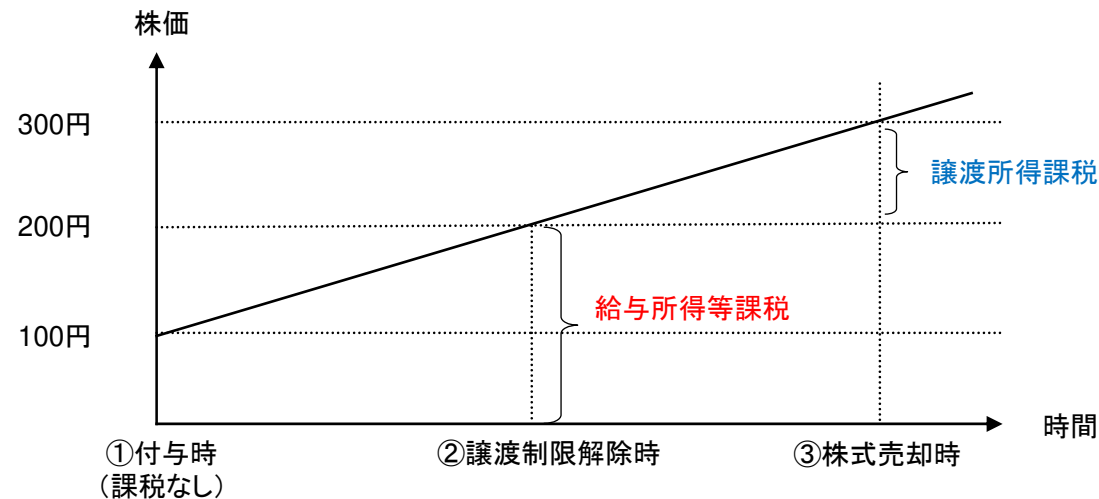 株価
300円
譲渡所得課税
200円
給与所得等課税
100円
時間
①付与時
(課税なし)
②譲渡制限解除時
③株式売却時